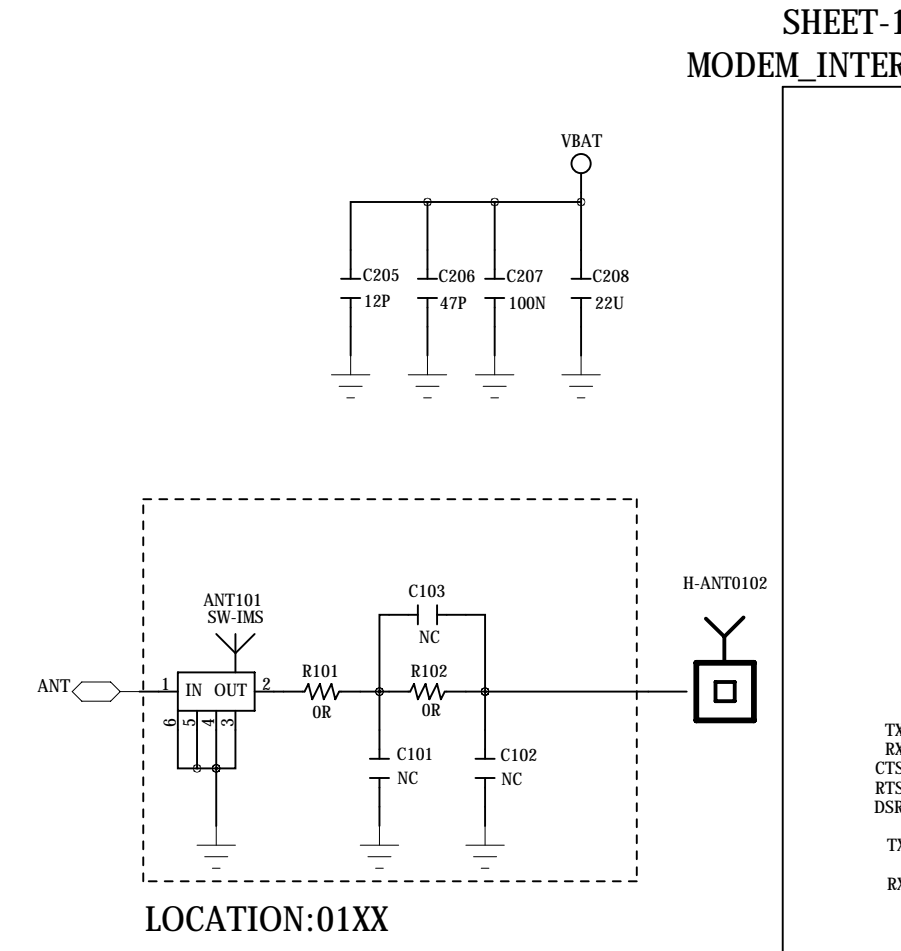 SHEET-1
MODEM_INTER
VBAT
C205
12P
C206
47P
C207
100N
C208
22U
H-ANT0102
ANT101
SW-IMS
C103
NC
ANT
1
IN OUT
2
R101
0R
R102
0R
6
5
4
3
C101
NC
C102
NC
TX
RX
CTS
RTS
DSR
TX
RX
LOCATION:01XX